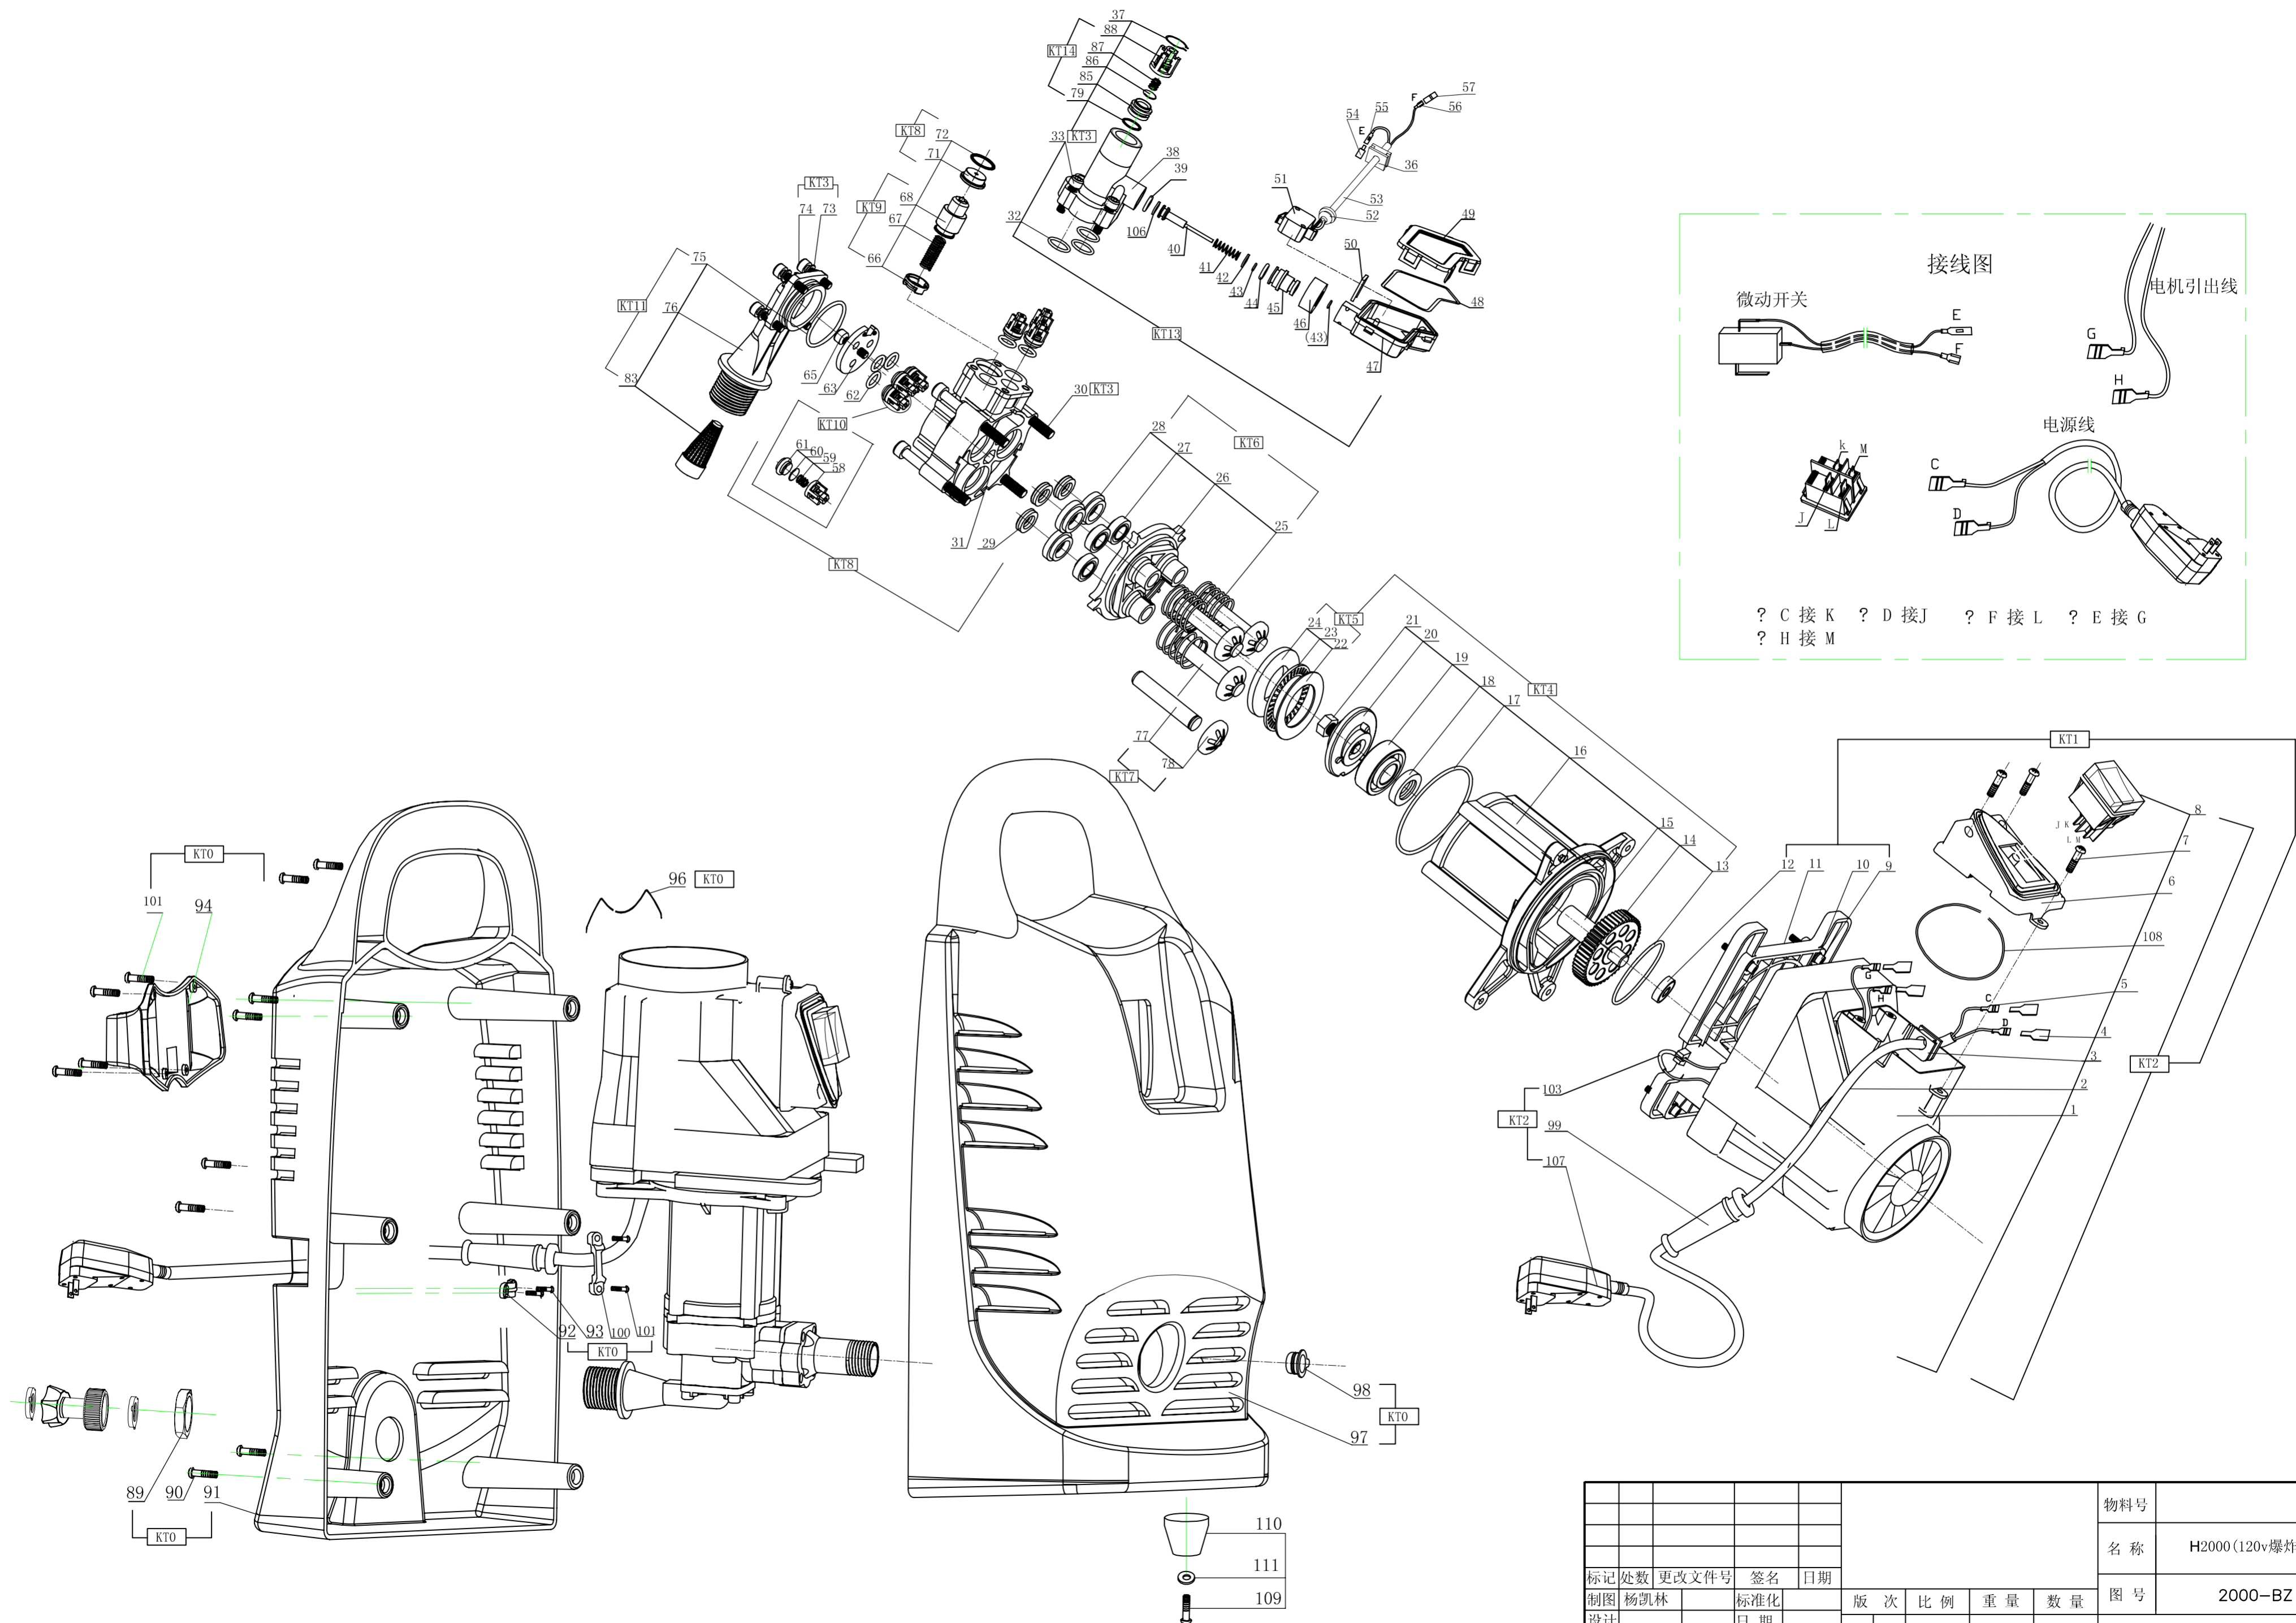 37
88
KT14
87
86
85
79
33 KT3
38
39
32
106
40
41
42
43
44
45
46
(43)
47
48
49
50
51
52
53
36
54
55
E
F
57
56
KT13
KT8
72
71
KT9
68
67
66
KT3
74 73
75
KT11
76
83
65
63
62
KT10
61
60
59
58
KT8
30 KT3
31
29
28
27
KT6
26
25
接线图
微动开关
E
F
电机引出线
G
H
电源线
k
M
J
L
C
D
? C 接 K ? D 接J ? F 接 L ? E 接 G
? H 接 M
KT5
24
23
22
21
20
19
18
KT4
17
16
15
14
13
77
78
KT7
KT1
12 11 10 9
8
7
6
J K
L M
108
G
H
C
D
5
4
3
KT2
2
1
103
KT2
99
107
KT0
101
94
96 KT0
92 93 100 101
KT0
89 90 91
KT0
98
KT0
97
110
111
109
物料号
名 称
H2000(120v爆炸
图 号
2000-BZ
标记 处数 更改文件号 签名 日期
制图 杨凯林 标准化
版 次 比 例 重 量 数 量
设计 日 期